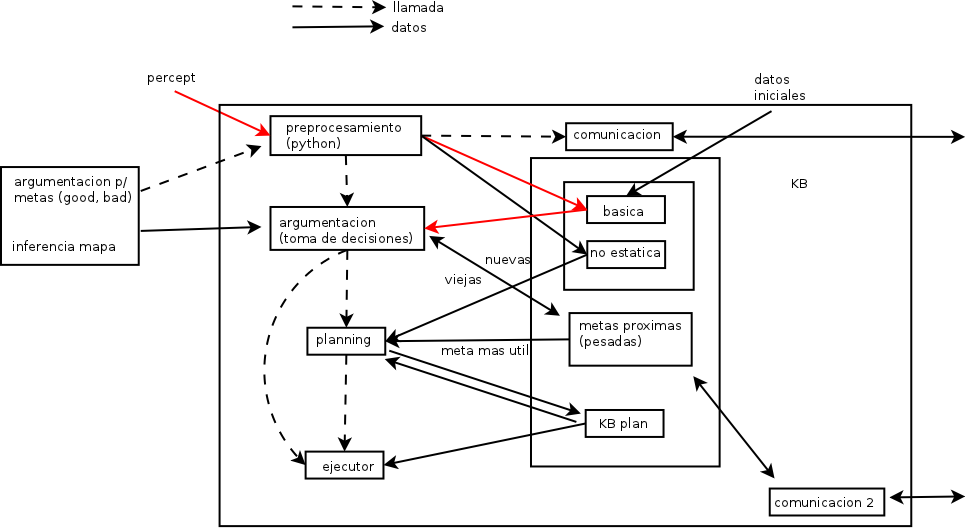 llamada
datos
percept
datos
iniciales
preprocesamiento
(python)
comunicacion
argumentacion p/
metas (good, bad)
inferencia mapa
KB
basica
argumentacion
(toma de decisiones)
no estatica
nuevas
viejas
metas proximas
(pesadas)
planning
meta mas util
KB plan
ejecutor
comunicacion 2